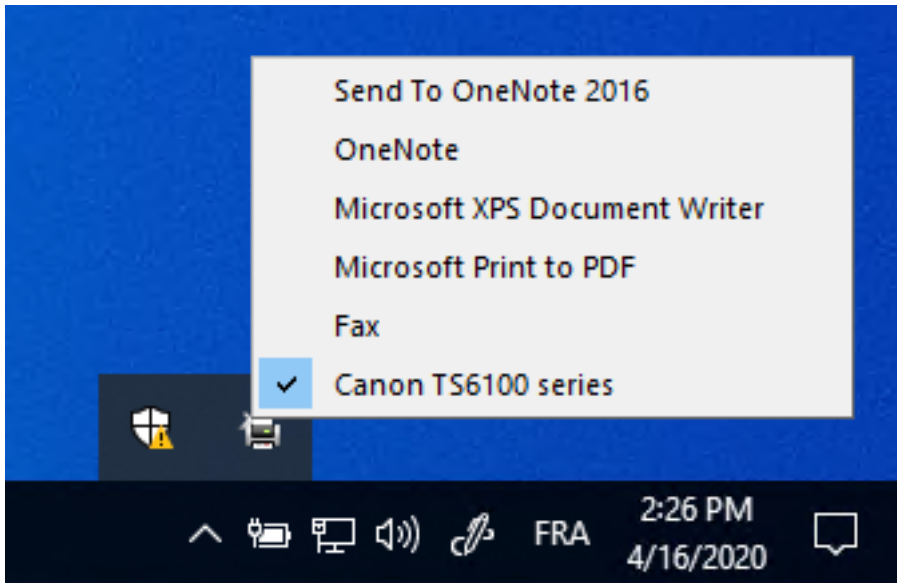 Send To OneNote 2016
OneNote
Microsoft XPS Document Writer
Microsoft Print to PDF
Fax
Canon TS6100 series
FRA
2:26 PM
4/16/2020